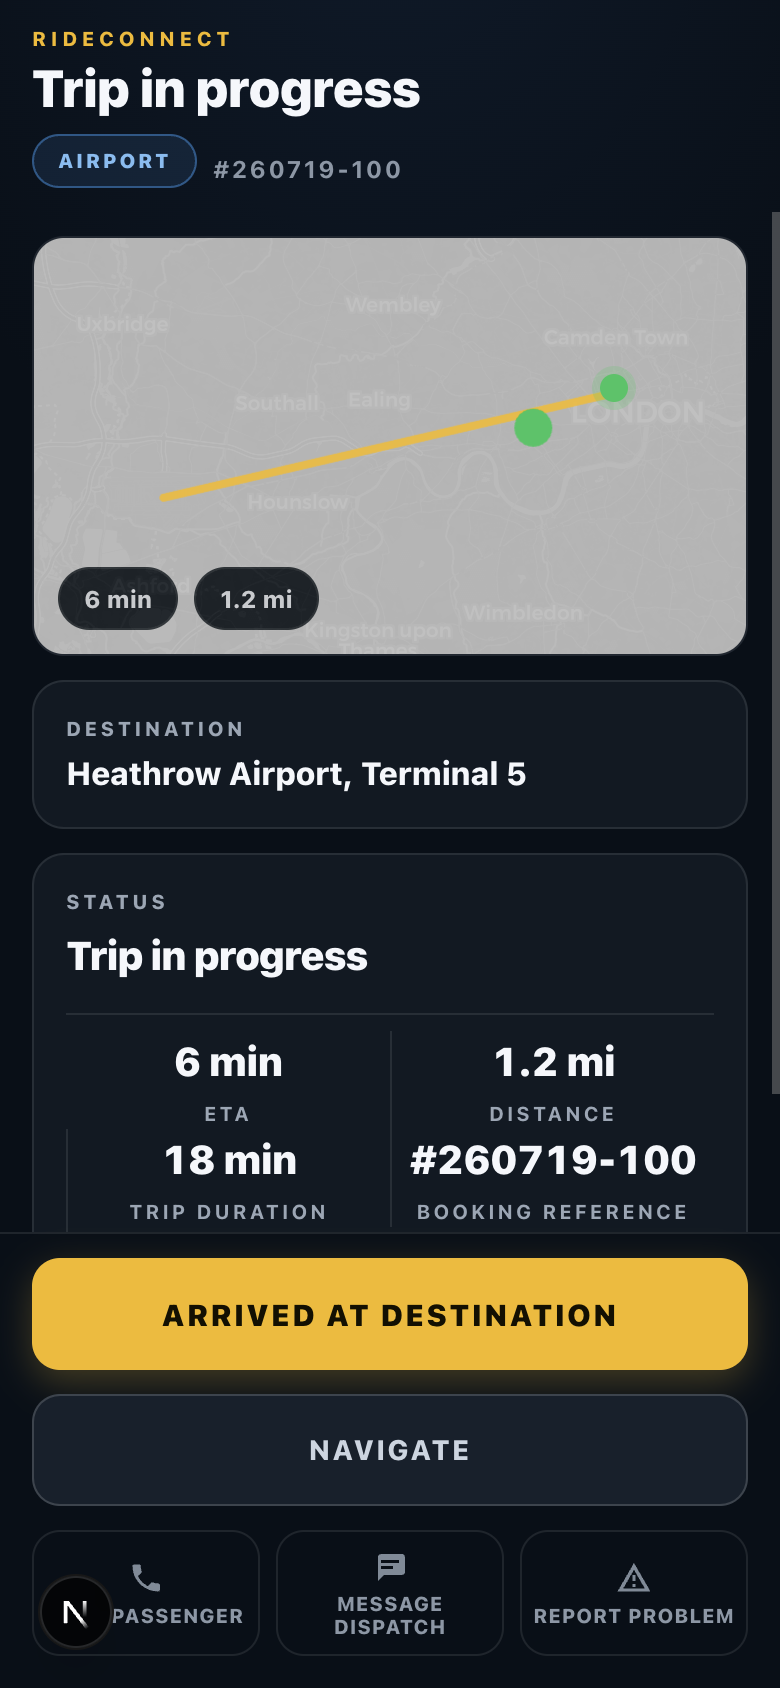 RIDECONNECT
Trip in progress
AIRPORT
#260719-100
Wembley
Uxbridge
Camden Town
Southall
Ealing
LONDON
Hounslow
Ashford
6 min
1.2 mi
Wimbledon
Kingston upon
Thames
DESTINATION
Heathrow Airport, Terminal 5
STATUS
Trip in progress
6 min
1.2 mi
ETA
DISTANCE
18 min
#260719-100
TRIP DURATION
BOOKING REFERENCE
ARRIVED AT DESTINATION
NAVIGATE
PASSENGER
MESSAGE
DISPATCH
REPORT PROBLEM
N